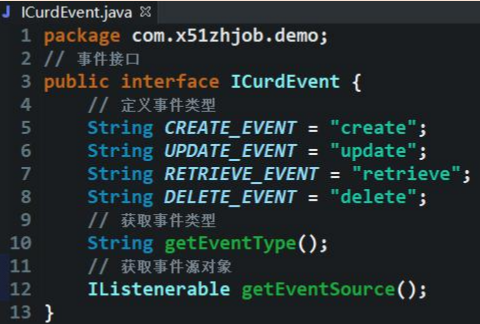 ICurdEvent.java
1 package com.x51zhjob.demo;
2 // 事件接口
3 public interface ICurdEvent {
4 // 定义事件类型
5 String CREATE_EVENT = "create";
6 String UPDATE_EVENT = "update";
7 String RETRIEVE_EVENT = "retrieve";
8 String DELETE_EVENT = "delete";
9 // 获取事件类型
10 String getEventType();
11 // 获取事件源对象
12 IListenerable getEventSource();
13 }